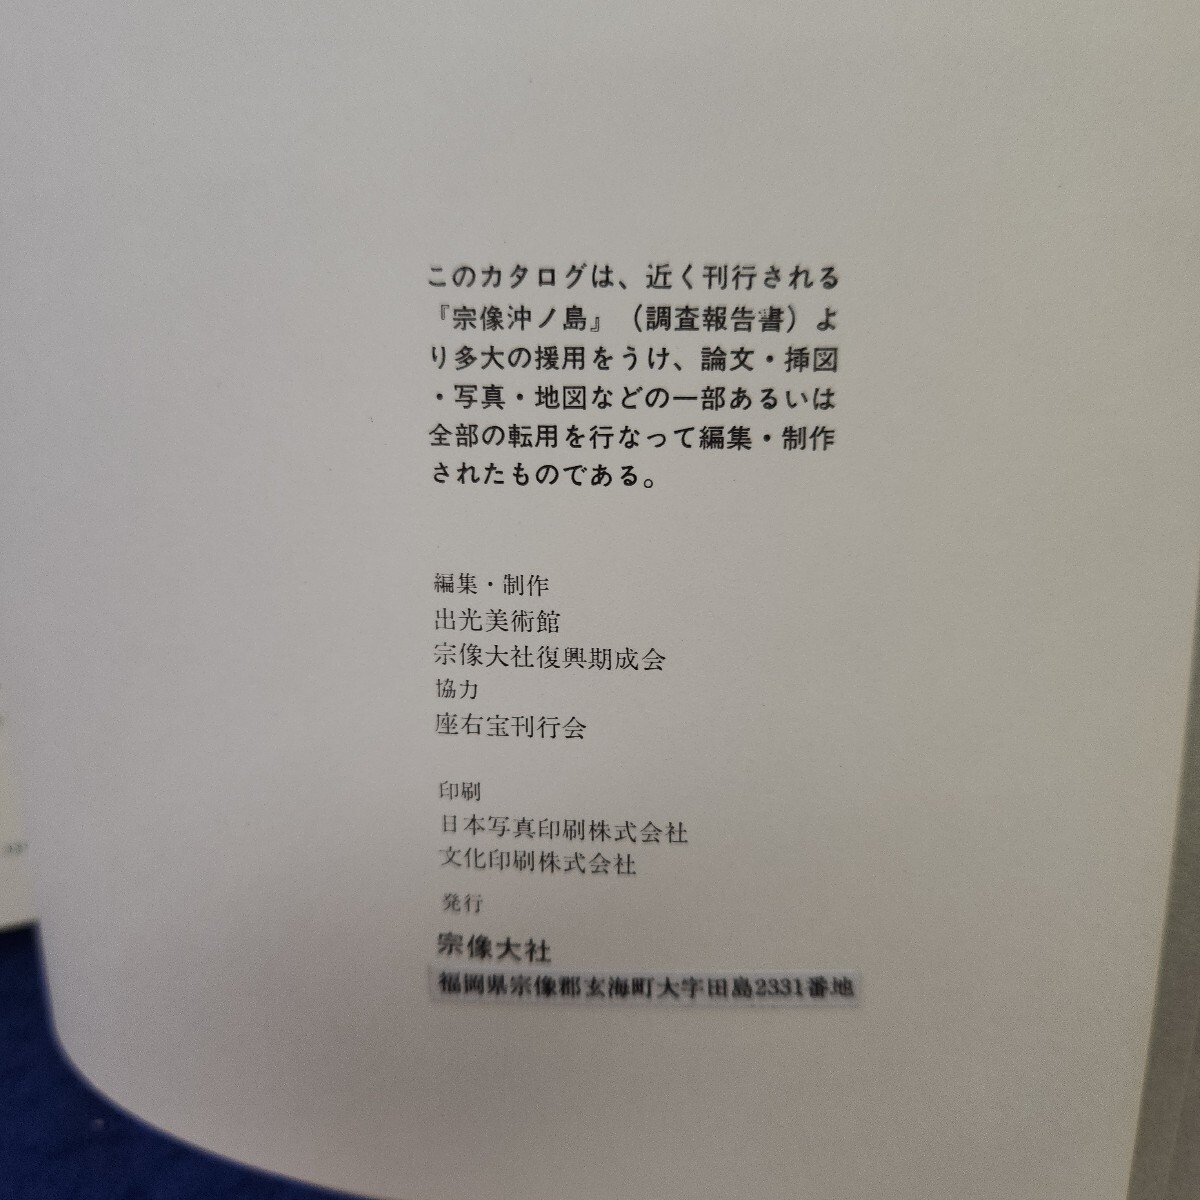 このカタログは、近く刊行される
『宗像沖ノ島』（調査報告書）よ
り多大の援用をうけ、論文・挿図
・写真・地図などの一部あるいは
全部の転用を行なって編集・制作
されたものである。
編集・制作
出光美術館
宗像大社復興期成会
協力
座右宝刊行会
印刷
日本写真印刷株式会社
文化印刷株式会社
発行
宗像大社
福岡県宗像郡玄海町大字田島2331番地